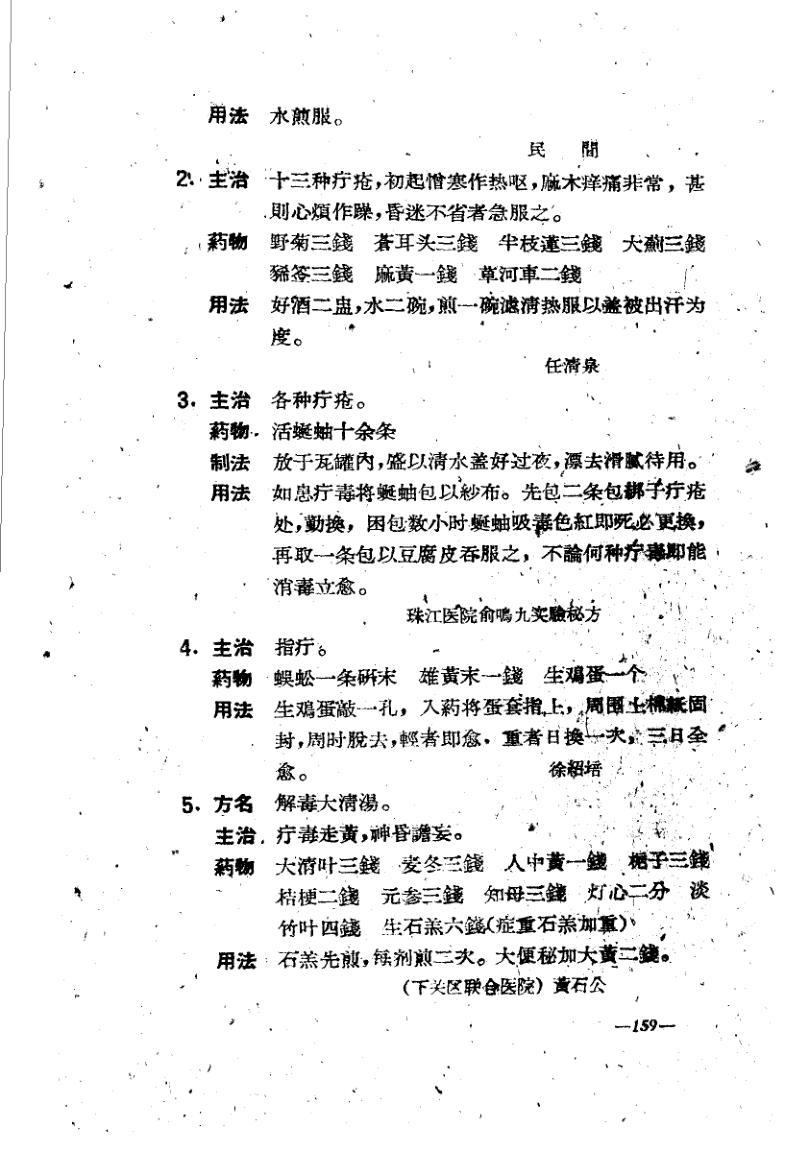 用法 水煎服。
民 間
2. 主治 十三种疔疮,初起憎寒作热呕,麻木痒痛非常,甚
則心煩作躁,昏迷不省者急服之。
葯物 野菊三錢 蒼耳头三錢 半枝蓮三錢 大薊三錢
豨薟三錢 麻黃一錢 草河車二錢
用法 好酒二盅,水二碗,煎一碗滤清热服以盖被出汗为
度。
任清泉
3. 主治 各种疔疮。
葯物 活蜒蚰十余条
制法 放于瓦罐內,盛以清水盖好过夜,漂去滑膩待用。
用法 如患疔毒将蜒蚰包以紗布。先包二条包綁子疔疮
处,勤換,因包数小时蜒蚰吸毒色紅即死必更換,
再取一条包以豆腐皮吞服之,不論何种疔毒即能
消毒立愈。
珠江医院俞鳴九实驗秘方
4. 主治 指疔。
葯物 蜈蚣一条研末 雄黃末一錢 生鳮蛋一个
用法 生鳮蛋敲一孔,入葯将蛋套指上,周圍上棉紙固
封,周时脫去,輕者即愈.重者日換一次,三日全
愈。 徐紹培
5. 方名 解毒大清湯。
主治 疔毒走黃,神昏譫妄。
葯物 大清叶三錢 麦冬三錢 人中黃一錢 梔子三錢
桔梗二錢 元参三錢 知母三錢 灯心二分 淡
竹叶四錢 生石羔六錢(症重石羔加重)
用法 石羔先煎,每剂煎二次。大便秘加大黃二錢。
(下关区联合医院) 黃石公
—159—